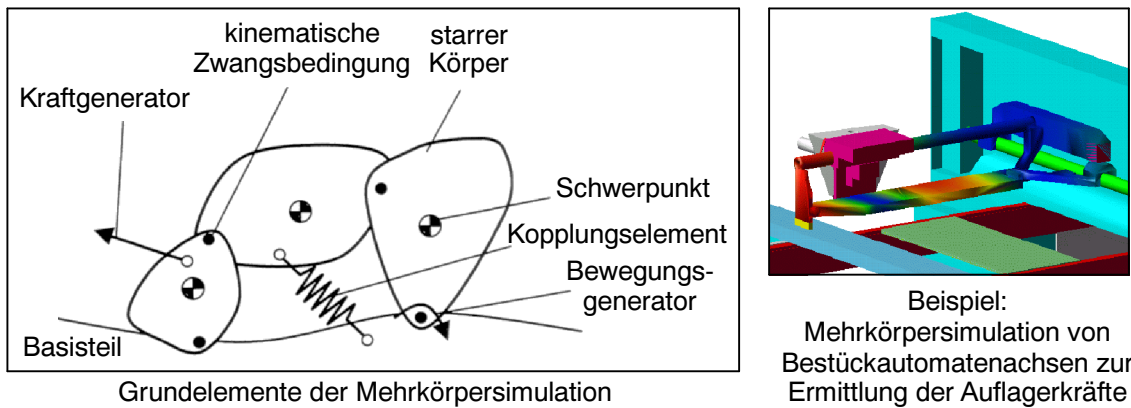 kinematische
Zwangsbedingung
starrer
Körper
Kraftgenerator
Schwerpunkt
Kopplungselement
Bewegungs-
generator
Basisteil
Grundelemente der Mehrkörpersimulation
Beispiel:
Mehrkörpersimulation von
Bestückautomatenachsen zur
Ermittlung der Auflagerkräfte